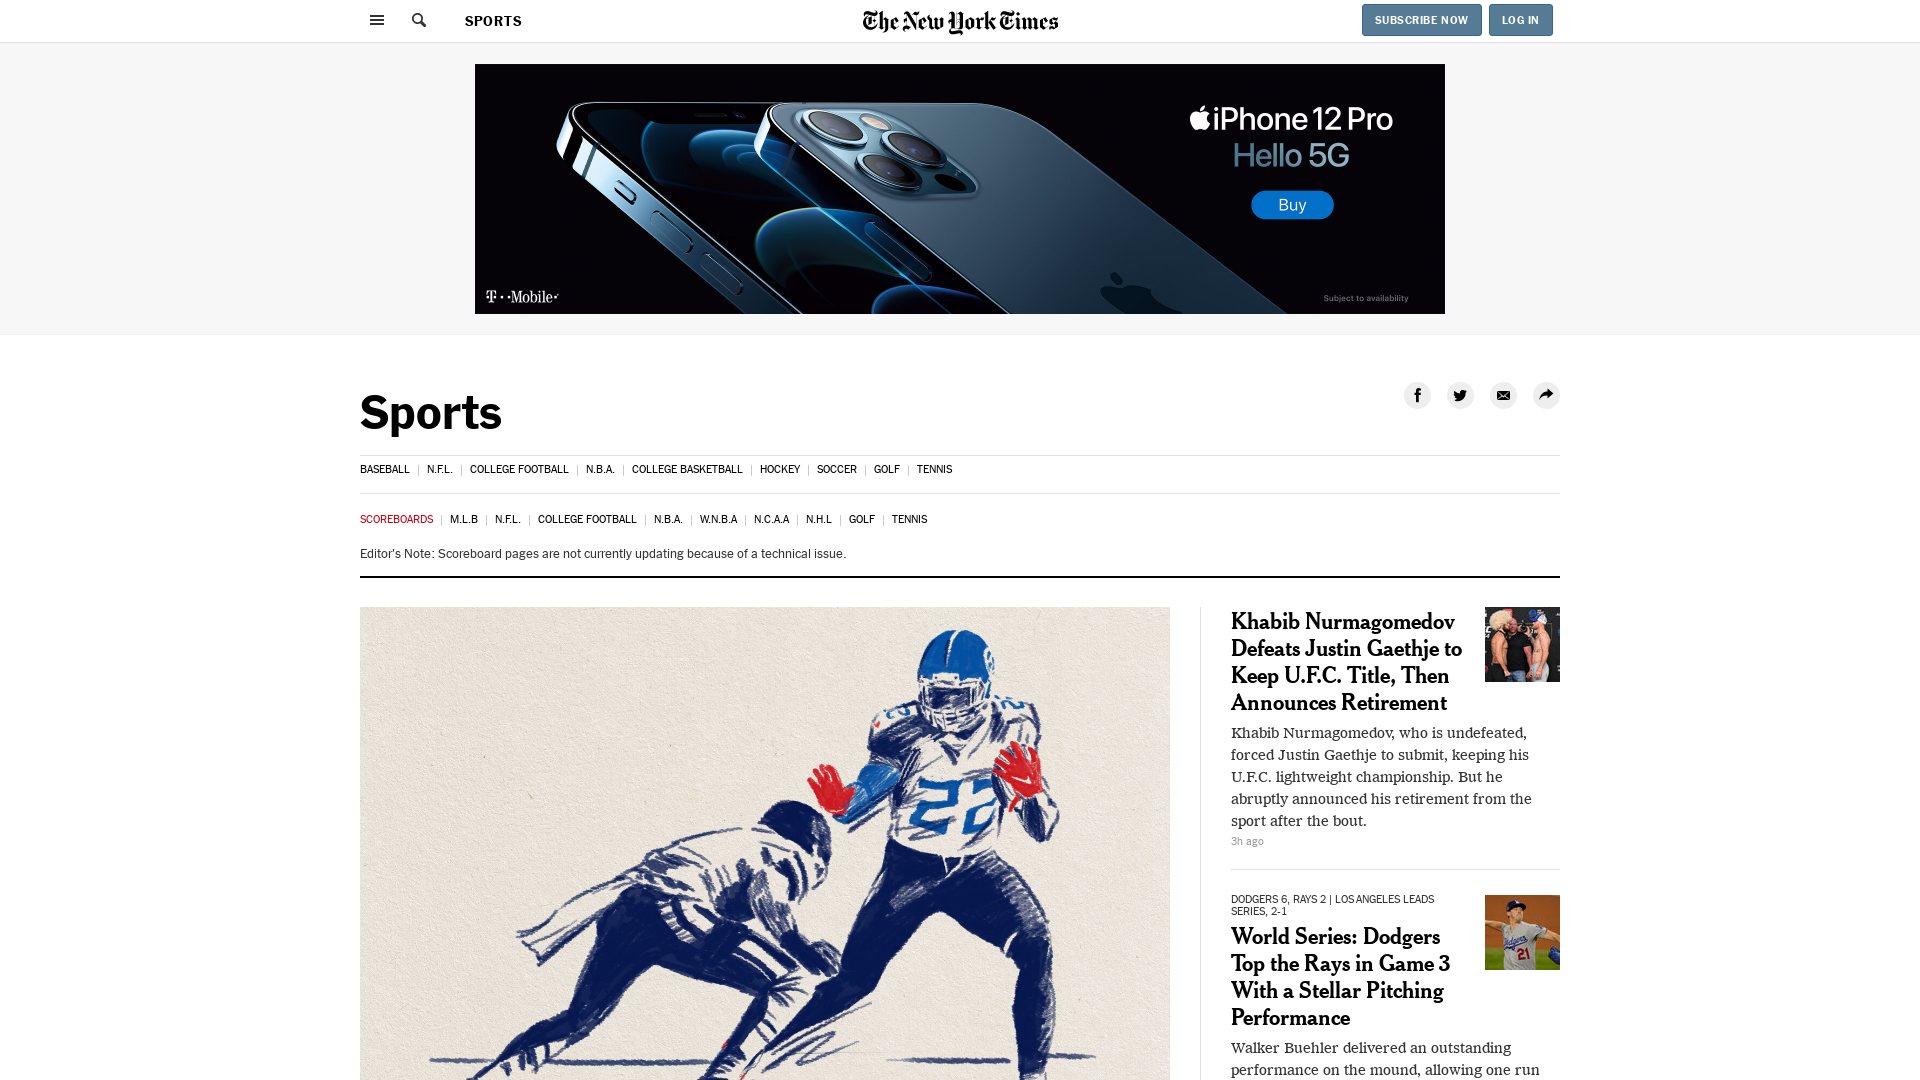 SPORTS
The New York Times
SUBSCRIBE NOW
LOG IN
iPhone 12 Pro
Hello 5G
Buy
T··Mobile·
Subject to availability
Sports
BASEBALL
N.F.L.
COLLEGE FOOTBALL
N.B.A.
COLLEGE BASKETBALL
HOCKEY
SOCCER
GOLF
TENNIS
SCOREBOARDS
M.L.B
N.F.L.
COLLEGE FOOTBALL
N.B.A.
W.N.B.A
N.C.A.A
N.H.L
GOLF
TENNIS
Editor's Note: Scoreboard pages are not currently updating because of a technical issue.
22
22
22
Khabib Nurmagomedov
Defeats Justin Gaethje to
Keep U.F.C. Title, Then
Announces Retirement
Khabib Nurmagomedov, who is undefeated,
forced Justin Gaethje to submit, keeping his
U.F.C. lightweight championship. But he
abruptly announced his retirement from the
sport after the bout.
3h ago
DODGERS 6, RAYS 2 | LOS ANGELES LEADS
SERIES, 2-1
World Series: Dodgers
Top the Rays in Game 3
With a Stellar Pitching
Performance
Dodgers
21
Walker Buehler delivered an outstanding
performance on the mound, allowing one run